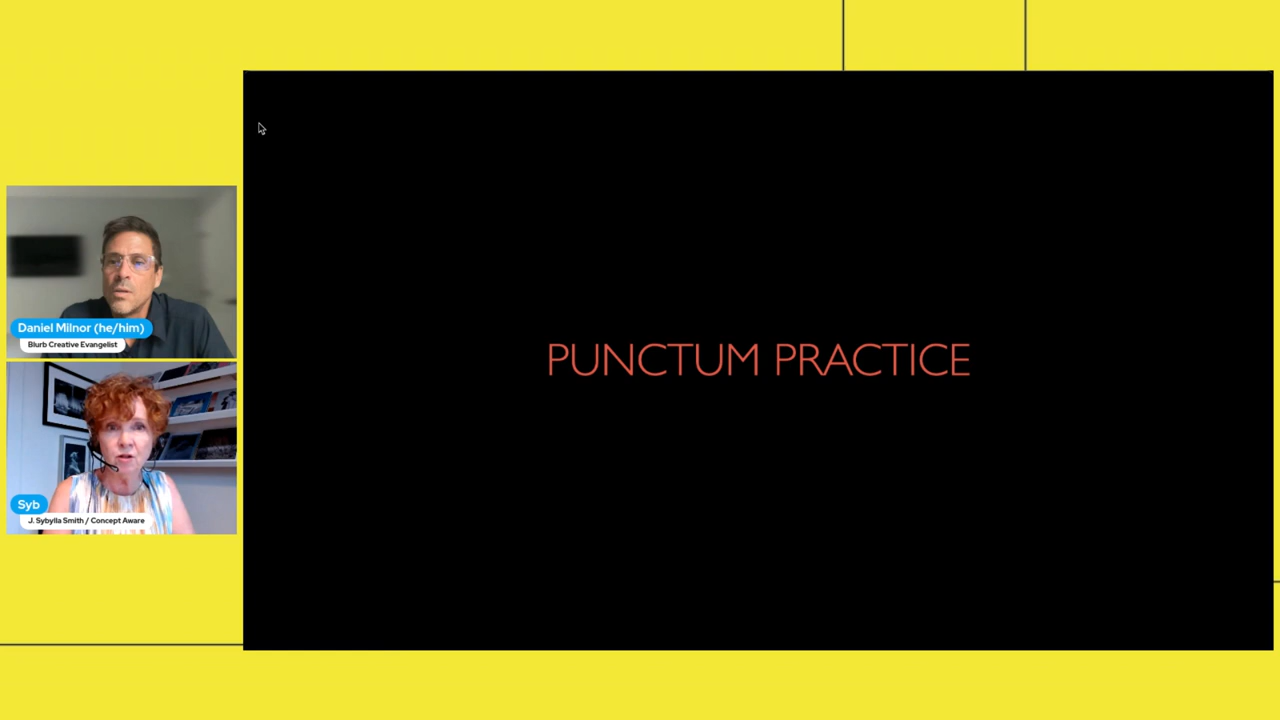 Daniel Milnor (he/him)
Blurb Creative Evangelist
Syb
J. Sybylla Smith / Concept Aware
PUNCTUM PRACTICE